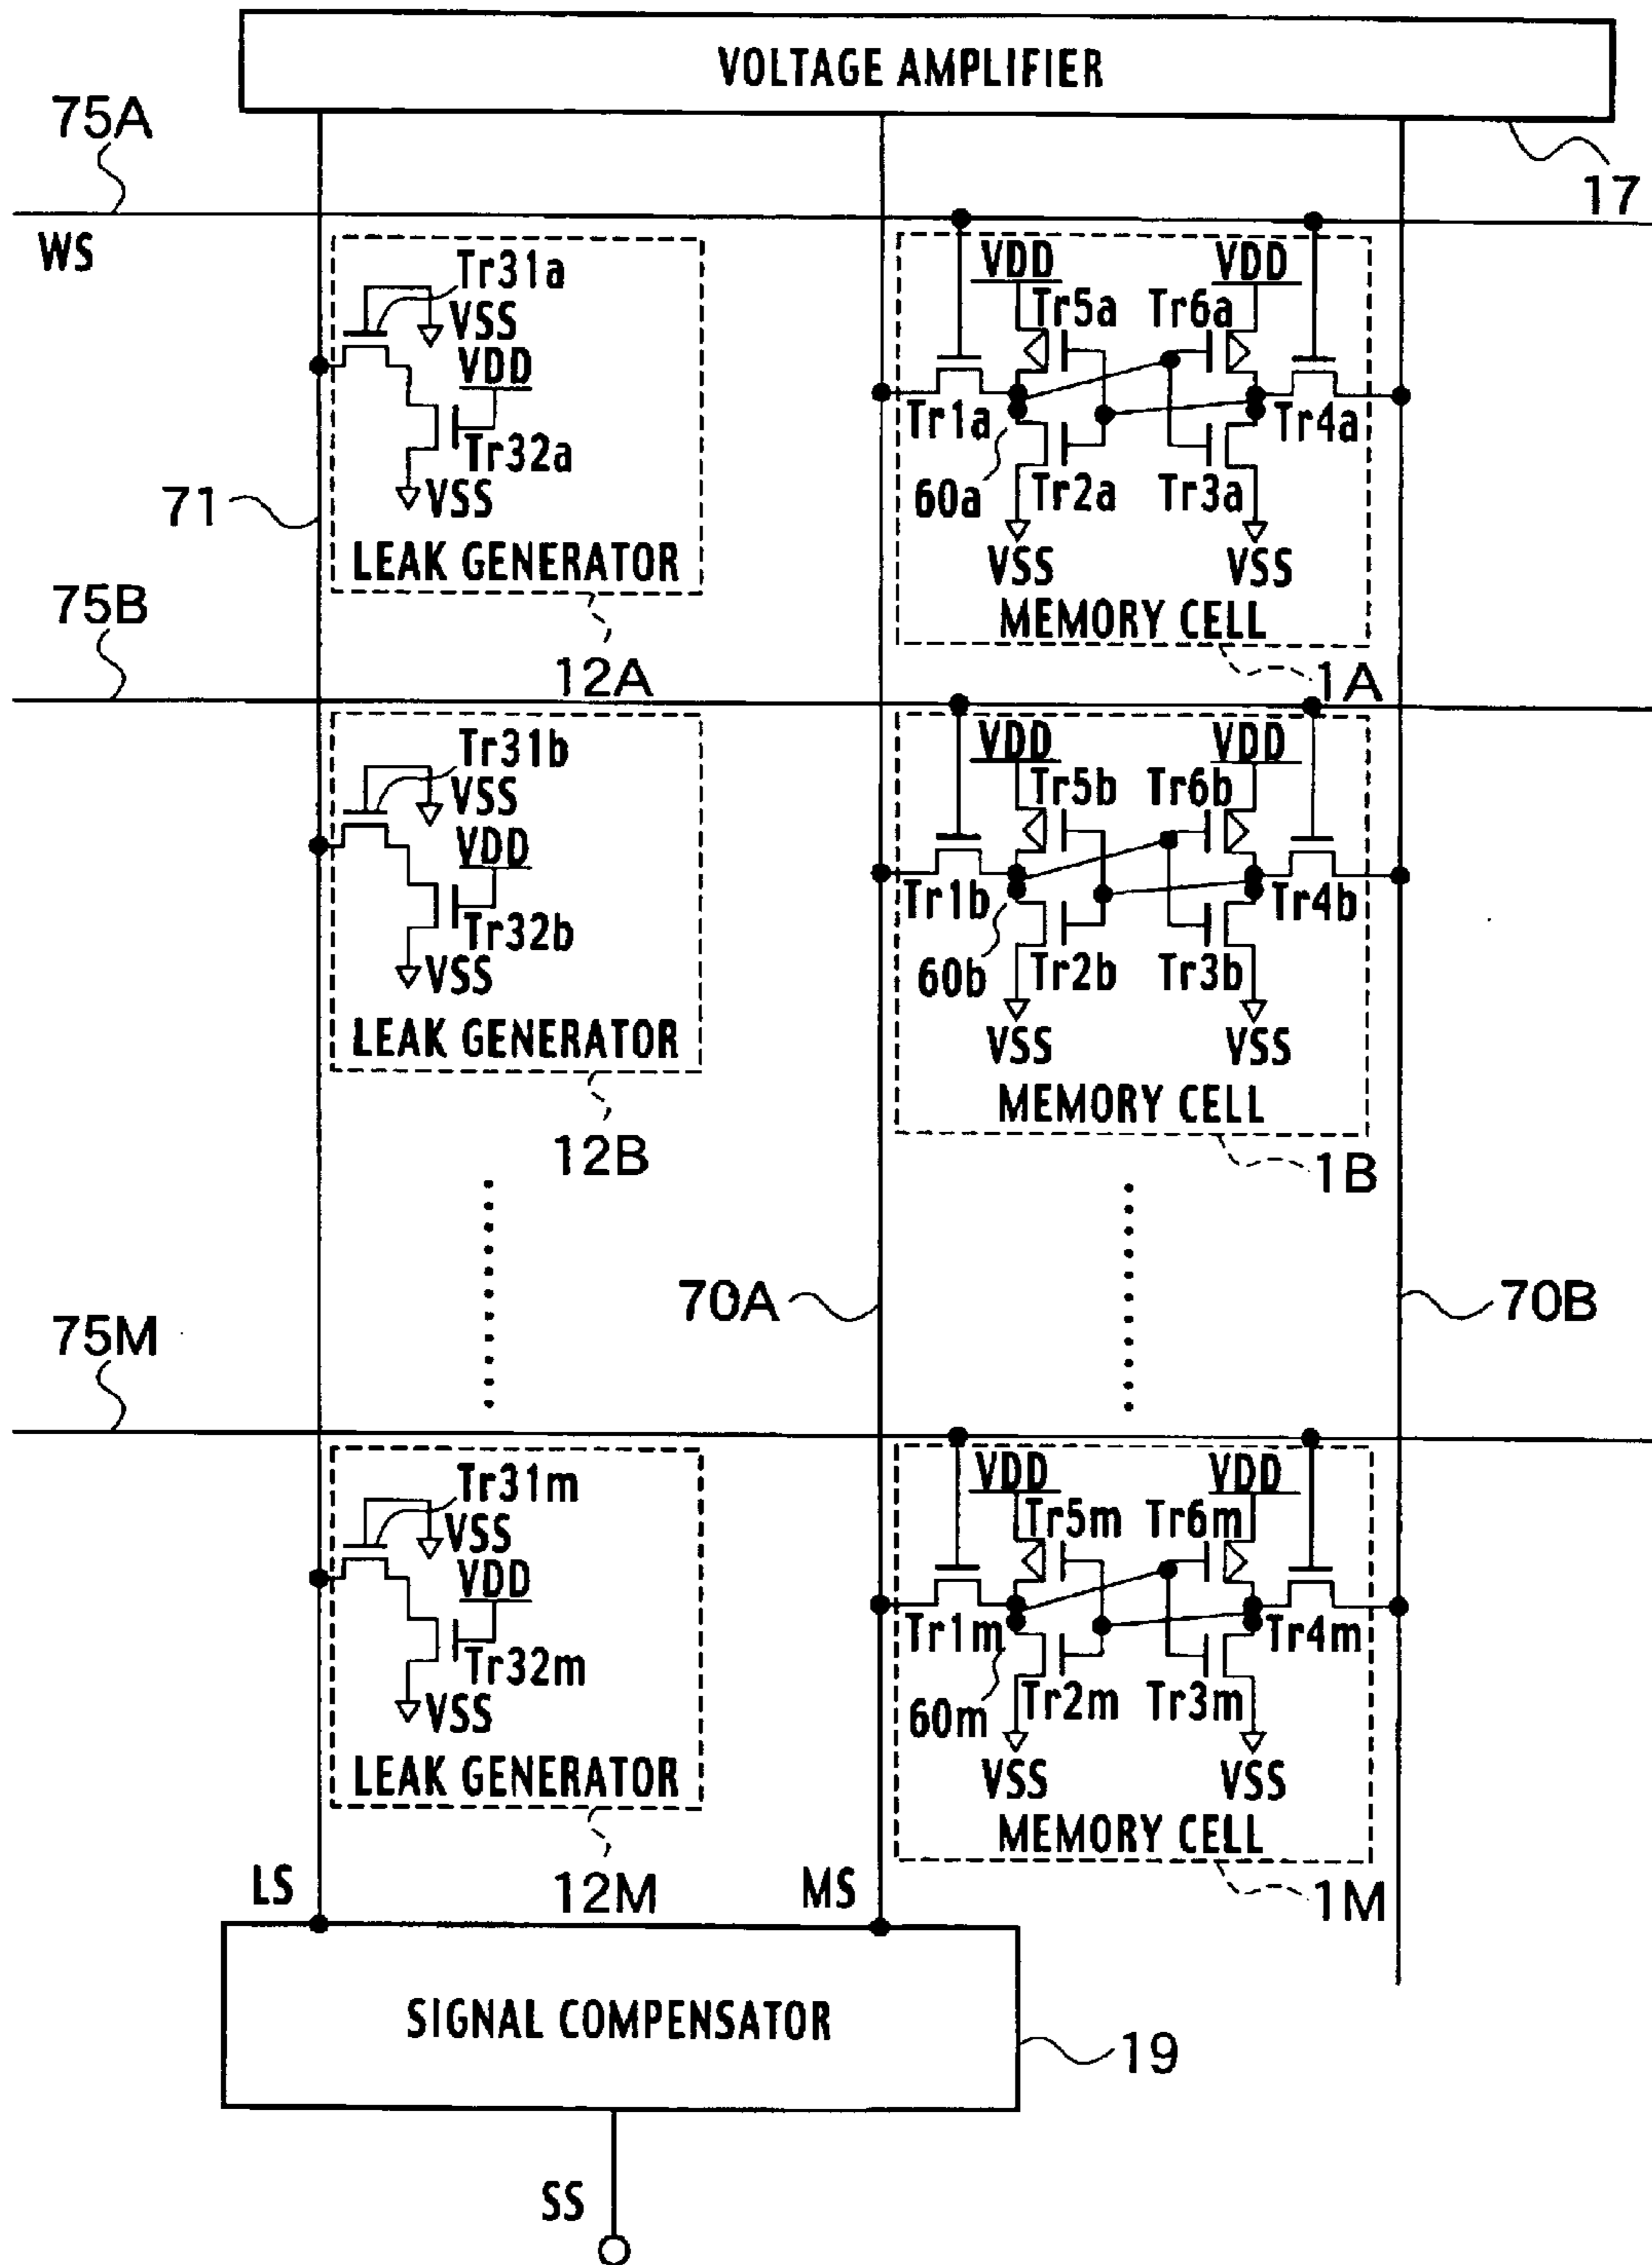 VOLTAGE AMPLIFIER
17
75A
WS
Tr31a
VSS
VDD
Tr32a
VSS
LEAK GENERATOR
12A
71
VDD
VDD
Tr5a
Tr6a
Tr1a
Tr4a
60a
Tr2a
Tr3a
VSS
VSS
MEMORY CELL
1A
75B
Tr31b
VSS
VDD
Tr32b
VSS
LEAK GENERATOR
12B
VDD
VDD
Tr5b
Tr6b
Tr1b
Tr4b
60b
Tr2b
Tr3b
VSS
VSS
MEMORY CELL
1B
70A
70B
75M
Tr31m
VSS
VDD
Tr32m
VSS
LEAK GENERATOR
12M
VDD
VDD
Tr5m
Tr6m
Tr1m
Tr4m
60m
Tr2m
Tr3m
VSS
VSS
MEMORY CELL
1M
LS
MS
SIGNAL COMPENSATOR
19
SS